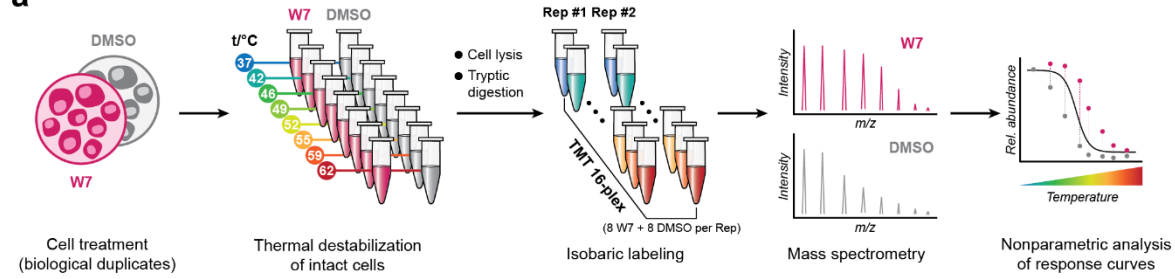 a
DMSO
W7
Cell treatment
(biological duplicates)
W7 DMSO
t/°C
37
42
46
49
52
55
59
62
Thermal destabilization
of intact cells
• Cell lysis
• Tryptic
digestion
Rep #1 Rep #2
TMT 16-plex
(8 W7 + 8 DMSO per Rep)
Isobaric labeling
W7
Intensity
m/z
DMSO
Intensity
m/z
Mass spectrometry
Rel. abundance
Temperature
Nonparametric analysis
of response curves